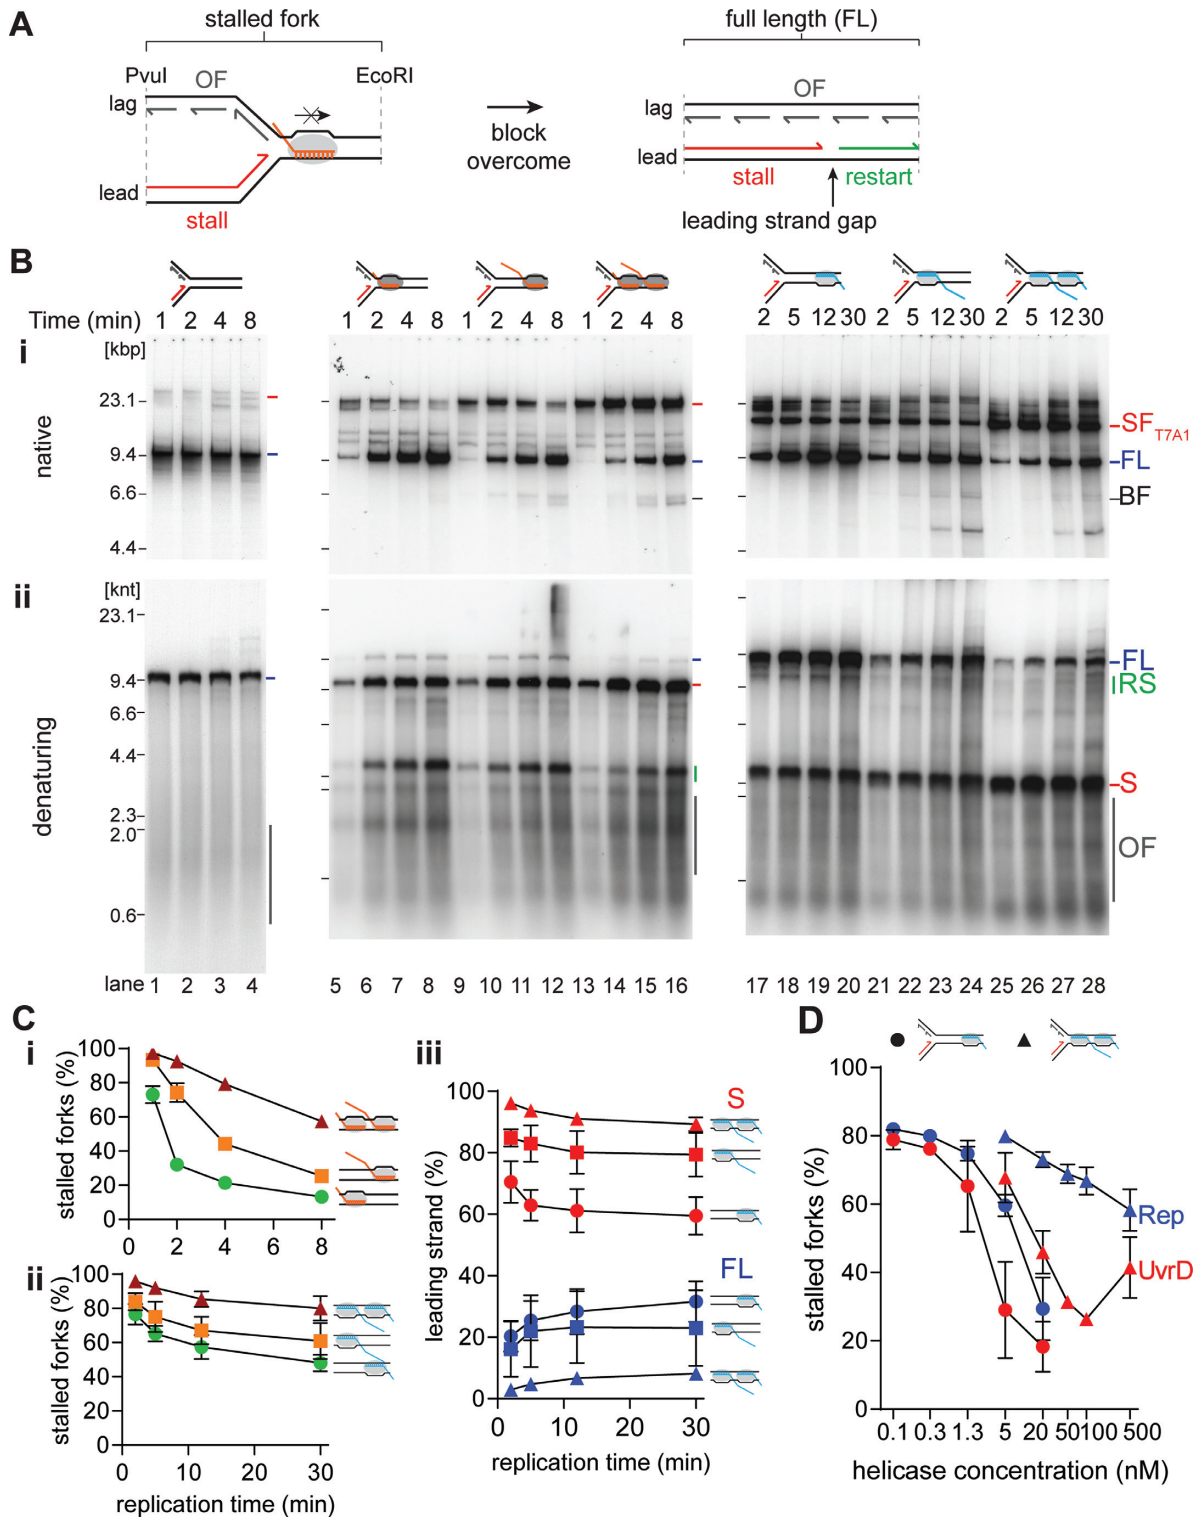 A
stalled fork
full length (FL)
PvuI
OF
EcoRI
lag
lead
stall
block
overcome
OF
lag
lead
stall
restart
leading strand gap
B
Time (min)
1 2 4 8
1 2 4 8 1 2 4 8 1 2 4 8
2 5 12 30 2 5 12 30 2 5 12 30
i
[kbp]
native
23.1
9.4
6.6
4.4
SF T7A1
FL
BF
ii
[knt]
denaturing
23.1
9.4
6.6
4.4
2.3
2.0
0.6
FL
RS
S
OF
lane 1 2 3 4 5 6 7 8 9 10 11 12 13 14 15 16 17 18 19 20 21 22 23 24 25 26 27 28
C
i
stalled forks (%)
100
80
60
40
20
0
0 2 4 6 8
ii
stalled forks (%)
100
80
60
40
20
0
0 10 20 30
replication time (min)
iii
leading strand (%)
100
80
60
40
20
0
S
FL
0 10 20 30
replication time (min)
D
stalled forks (%)
100
80
60
40
20
0
Rep
UvrD
0.1 0.3 1.3 5 20 50 100 500
helicase concentration (nM)